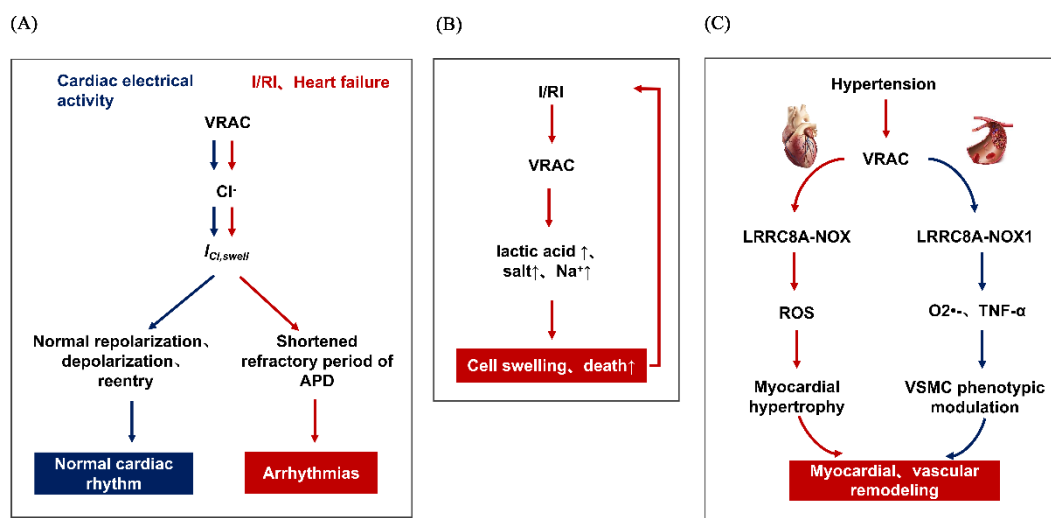 (A)
Cardiac electrical
activity
I/RI、Heart failure
VRAC
Cl-
ICl,swell
Normal repolarization、
depolarization、
reentry
Shortened
refractory period of
APD
Normal cardiac
rhythm
Arrhythmias
(B)
I/RI
VRAC
lactic acid ↑、
salt↑、Na+↑
Cell swelling、death↑
(C)
Hypertension
VRAC
LRRC8A-NOX
LRRC8A-NOX1
ROS
O2•-、TNF-α
Myocardial
hypertrophy
VSMC phenotypic
modulation
Myocardial、vascular
remodeling